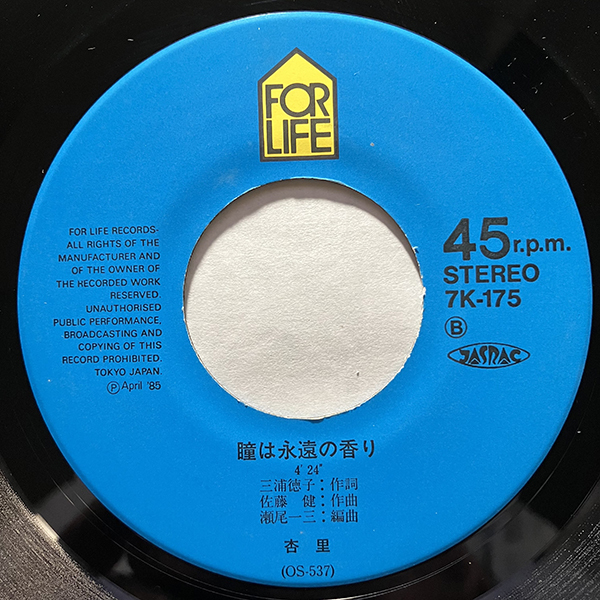 FOR
LIFE
FOR LIFE RECORDS-
ALL RIGHTS OF THE
MANUFACTURER AND
OF THE OWNER OF
THE RECORDED WORK
RESERVED.
UNAUTHORISED
PUBLIC PERFORMANCE,
BROADCASTING AND
COPYING OF THIS
RECORD PROHIBITED.
TOKYO JAPAN.
Ⓟ April '85
45 r.p.m.
STEREO
7K-175
Ⓑ
JASRAC
瞳は永遠の香り
4' 24"
三浦徳子：作詞
佐藤　健：作曲
瀬尾一三：編曲
杏 里
(OS-537)